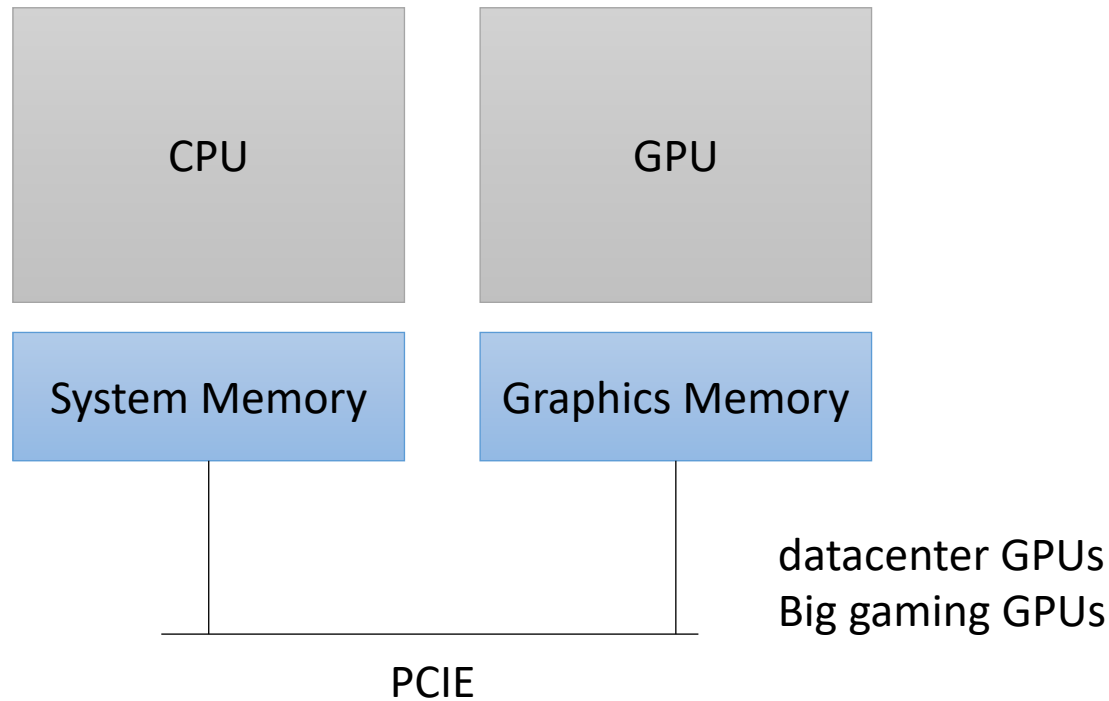 CPU
GPU
System Memory
Graphics Memory
datacenter GPUs
Big gaming GPUs
PCIE